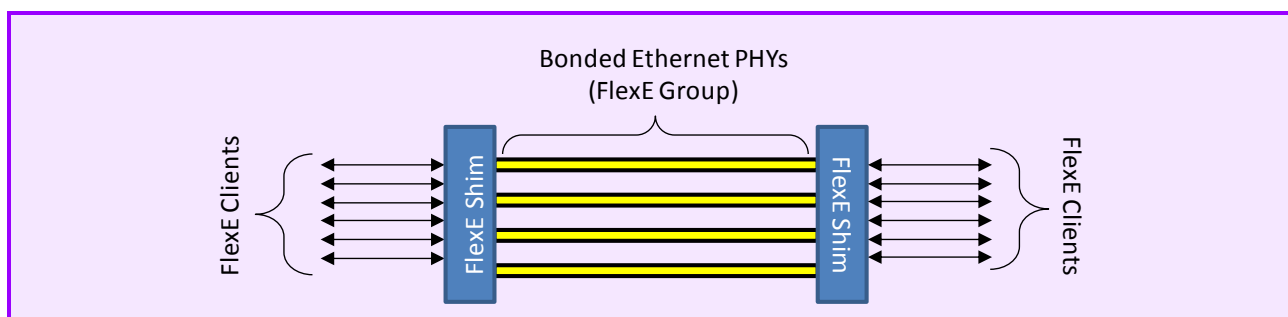 Bonded Ethernet PHYs
(FlexE Group)
FlexE Clients
FlexE Shim
FlexE Shim
FlexE Clients